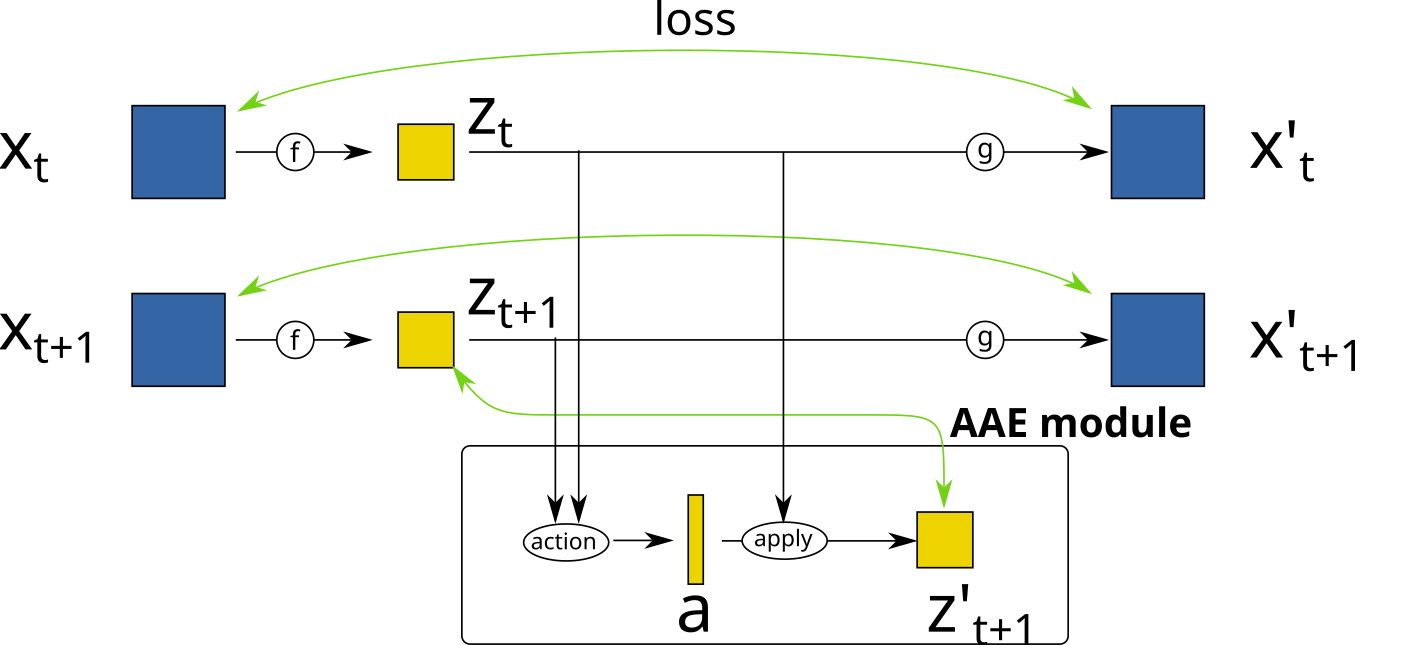 loss
x_t
f
z_t
g
x'_t
x_{t+1}
f
z_{t+1}
g
x'_{t+1}
AAE module
action
apply
a
z'_{t+1}